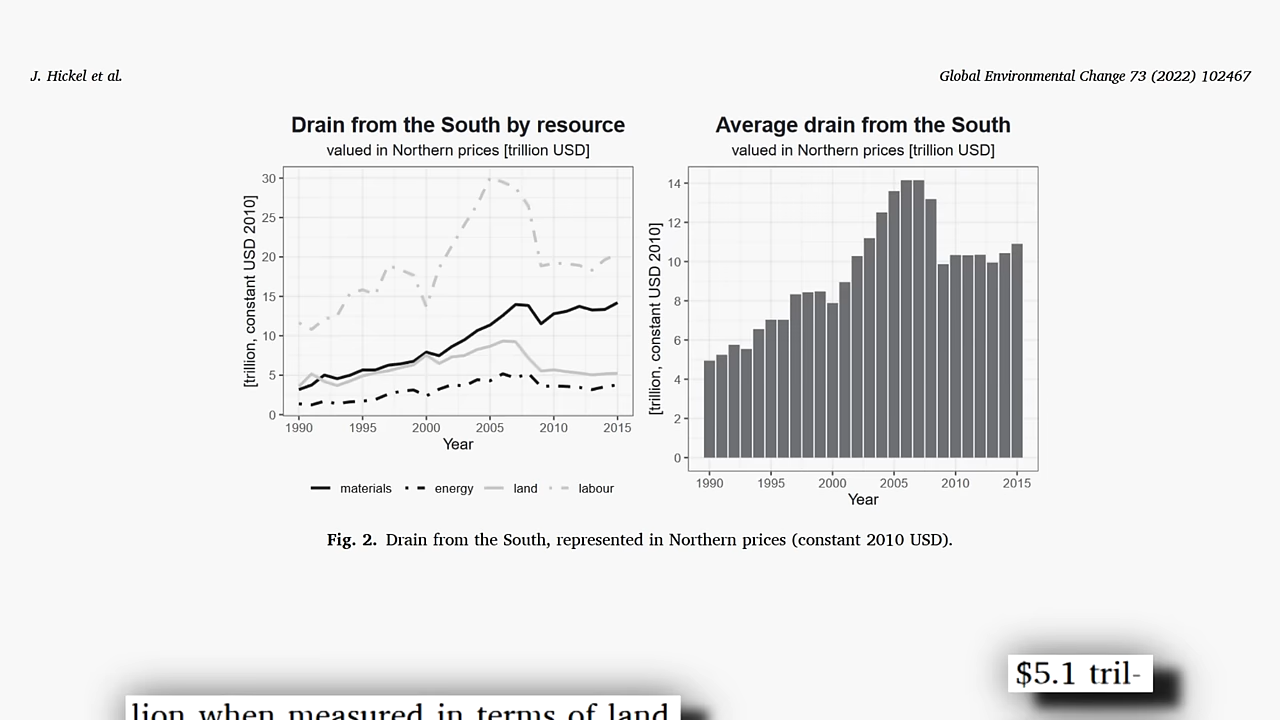 J. Hickel et al.
Global Environmental Change 73 (2022) 102467
Drain from the South by resource
valued in Northern prices [trillion USD]
[trillion, constant USD 2010]
30
25
20
15
10
5
0
1990 1995 2000 2005 2010 2015
Year
materials energy land labour
Average drain from the South
valued in Northern prices [trillion USD]
[trillion, constant USD 2010]
14
12
10
8
6
4
2
0
1990 1995 2000 2005 2010 2015
Year
Fig. 2. Drain from the South, represented in Northern prices (constant 2010 USD).
$5.1 tril-
lion when measured in terms of land